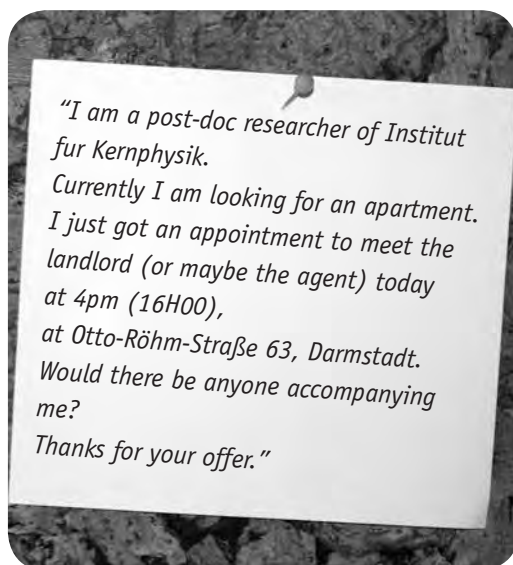 “I am a post-doc researcher of Institut
fur Kernphysik.
Currently I am looking for an apartment.
I just got an appointment to meet the
landlord (or maybe the agent) today
at 4pm (16H00),
at Otto-Röhm-Straße 63, Darmstadt.
Would there be anyone accompanying
me?
Thanks for your offer.”